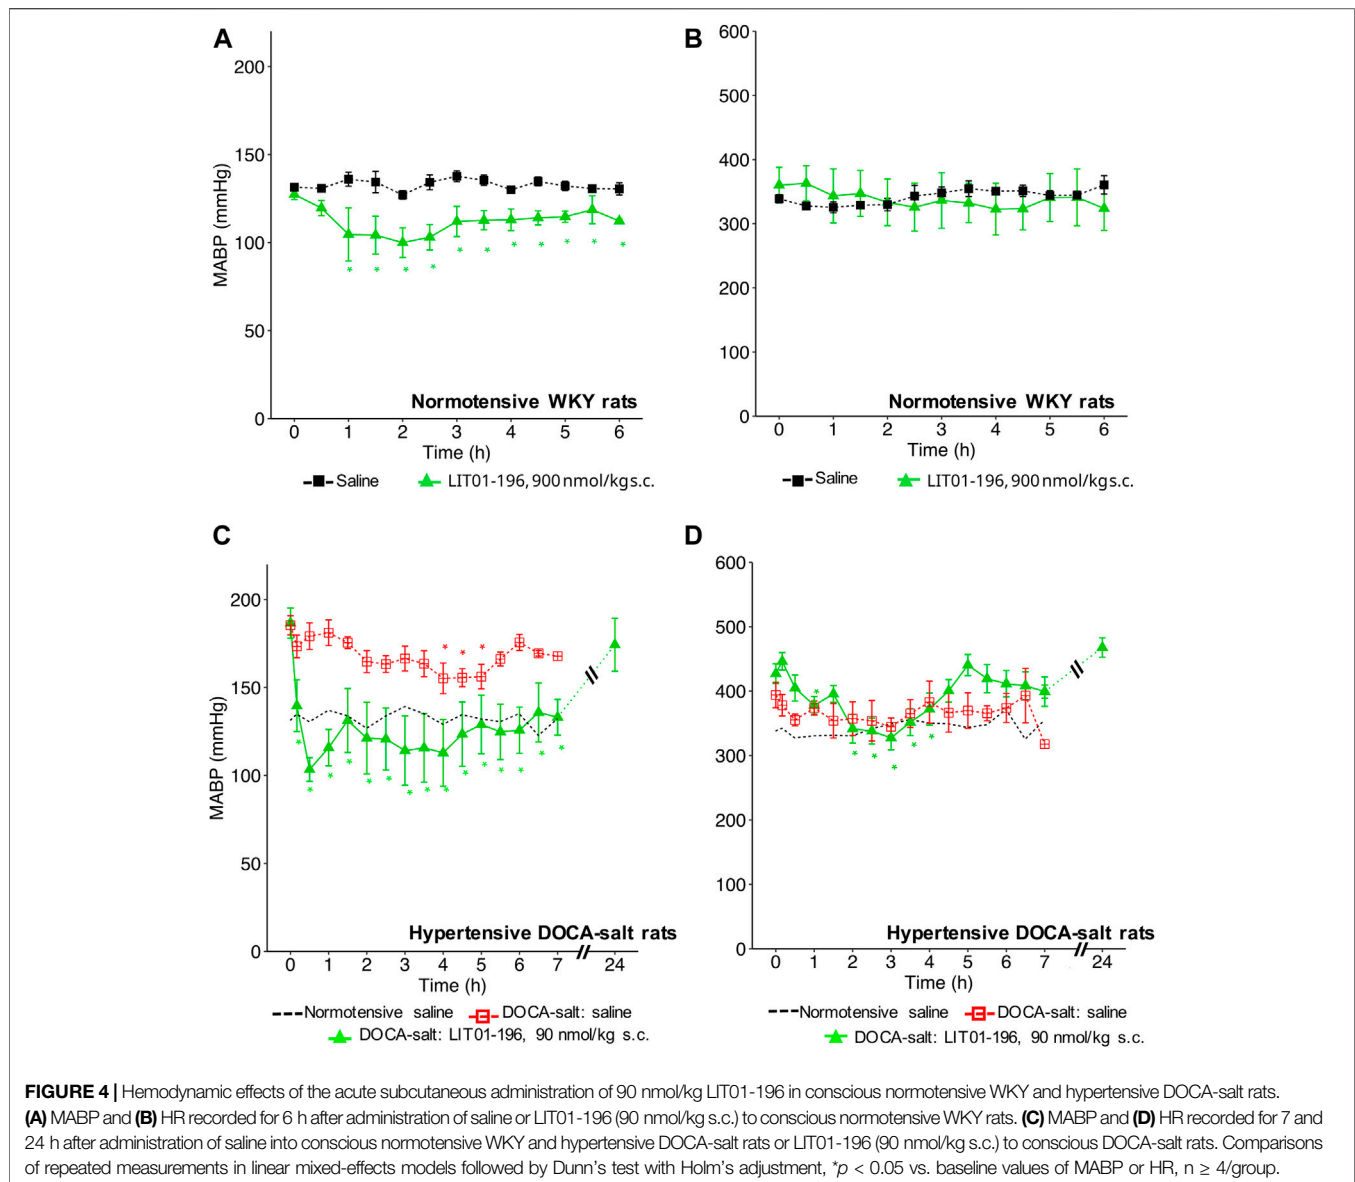 A
B
200
150
100
50
0
MABP (mmHg)
* * * * * * * * * * *
Normotensive WKY rats
0 1 2 3 4 5 6
Time (h)
Saline LIT01-196, 900 nmol/kg s.c.
600
500
400
300
200
100
0
Normotensive WKY rats
0 1 2 3 4 5 6
Time (h)
Saline LIT01-196, 900 nmol/kg s.c.
C
D
200
150
100
50
0
MABP (mmHg)
* * *
* * * * * * * * * * * * * * *
Hypertensive DOCA-salt rats
0 1 2 3 4 5 6 7 // 24
Time (h)
Normotensive saline DOCA-salt: saline
DOCA-salt: LIT01-196, 90 nmol/kg s.c.
600
500
400
300
200
100
0
* * * * * *
Hypertensive DOCA-salt rats
0 1 2 3 4 5 6 7 // 24
Time (h)
Normotensive saline DOCA-salt: saline
DOCA-salt: LIT01-196, 90 nmol/kg s.c.
FIGURE 4 | Hemodynamic effects of the acute subcutaneous administration of 90 nmol/kg LIT01-196 in conscious normotensive WKY and hypertensive DOCA-salt rats.
(A) MABP and (B) HR recorded for 6 h after administration of saline or LIT01-196 (90 nmol/kg s.c.) to conscious normotensive WKY rats. (C) MABP and (D) HR recorded for 7 and
24 h after administration of saline into conscious normotensive WKY and hypertensive DOCA-salt rats or LIT01-196 (90 nmol/kg s.c.) to conscious DOCA-salt rats. Comparisons
of repeated measurements in linear mixed-effects models followed by Dunn's test with Holm's adjustment, *p < 0.05 vs. baseline values of MABP or HR, n ≥ 4/group.